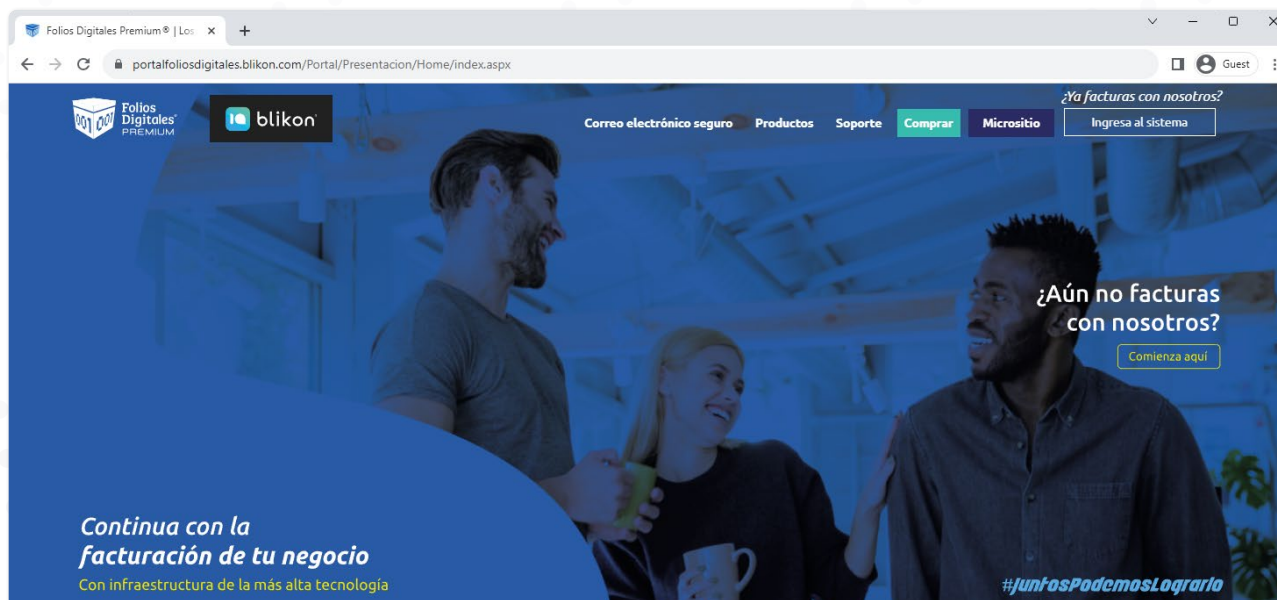 Folios Digitales Premium® | Los
portalfoliosdigitales.blikon.com/Portal/Presentacion/Home/index.aspx
Guest
Folios
Digitales
PREMIUM
blikon
Correo electrónico seguro
Productos
Soporte
Comprar
Micrositio
¿Ya facturas con nosotros?
Ingresa al sistema
¿Aún no facturas
con nosotros?
Comienza aquí
Continua con la
facturación de tu negocio
Con infraestructura de la más alta tecnología
#JuntosPodemosLograrlo